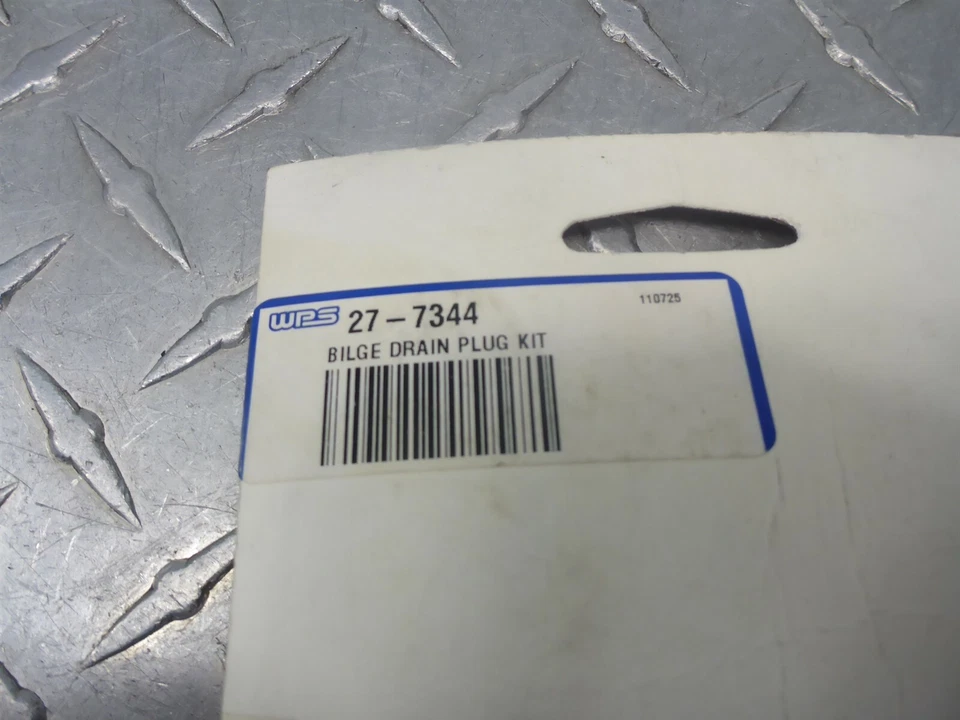 WPS 27-7344 110725
BILGE DRAIN PLUG KIT